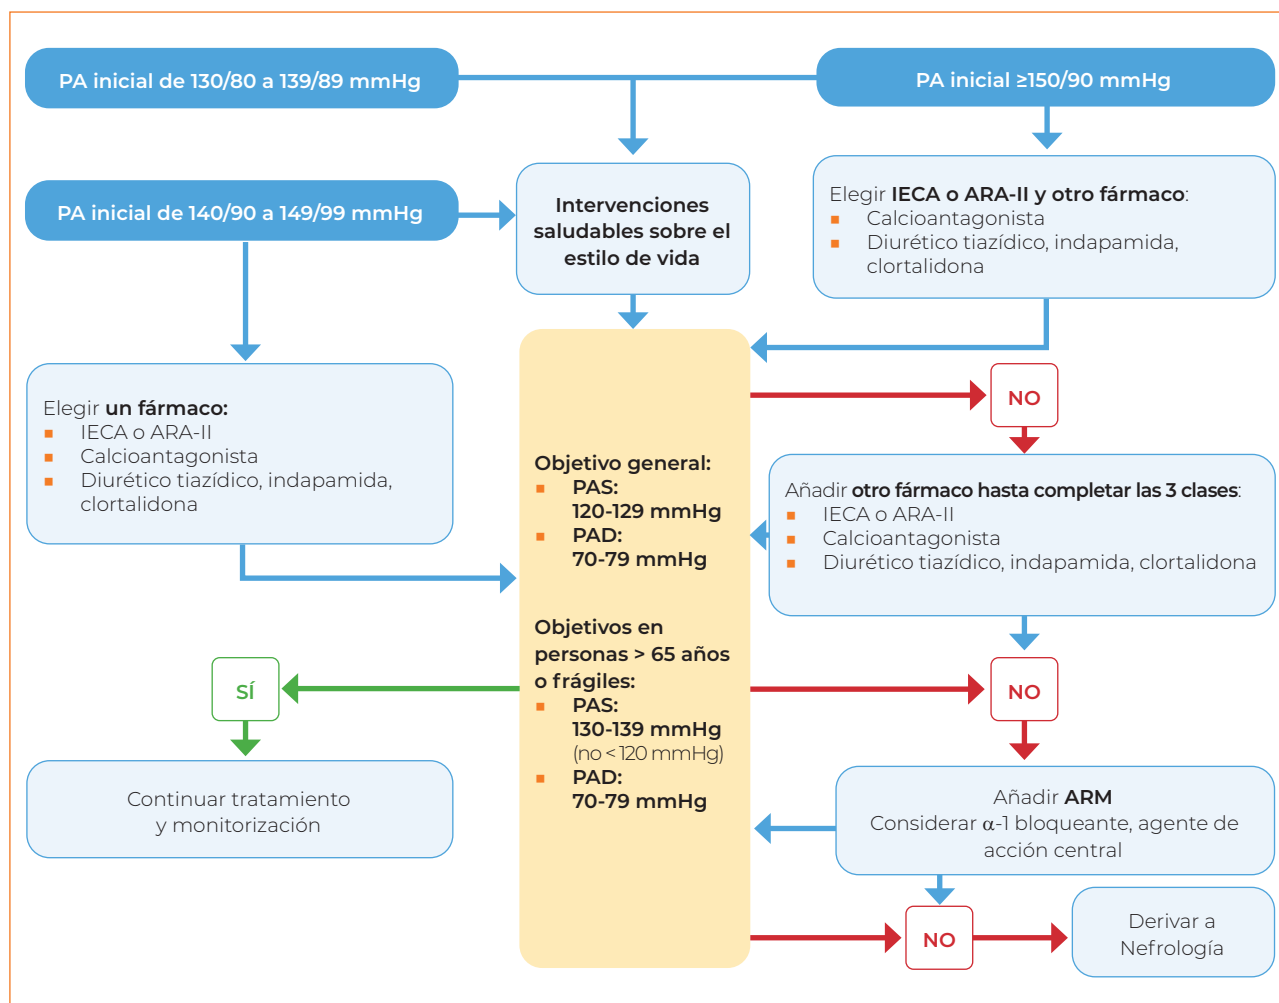 PA inicial de 130/80 a 139/89 mmHg
PA inicial ≥150/90 mmHg
PA inicial de 140/90 a 149/99 mmHg
Intervenciones
saludables sobre el
estilo de vida
Elegir IECA o ARA-II y otro fármaco:
■ Calcioantagonista
■ Diurético tiazídico, indapamida,
clortalidona
Elegir un fármaco:
■ IECA o ARA-II
■ Calcioantagonista
■ Diurético tiazídico, indapamida,
clortalidona
Objetivo general:
■ PAS:
120-129 mmHg
■ PAD:
70-79 mmHg
Objetivos en
personas > 65 años
o frágiles:
■ PAS:
130-139 mmHg
(no < 120 mmHg)
■ PAD:
70-79 mmHg
NO
Añadir otro fármaco hasta completar las 3 clases:
■ IECA o ARA-II
■ Calcioantagonista
■ Diurético tiazídico, indapamida, clortalidona
SÍ
NO
Continuar tratamiento
y monitorización
Añadir ARM
Considerar α-1 bloqueante, agente de
acción central
NO
Derivar a
Nefrología